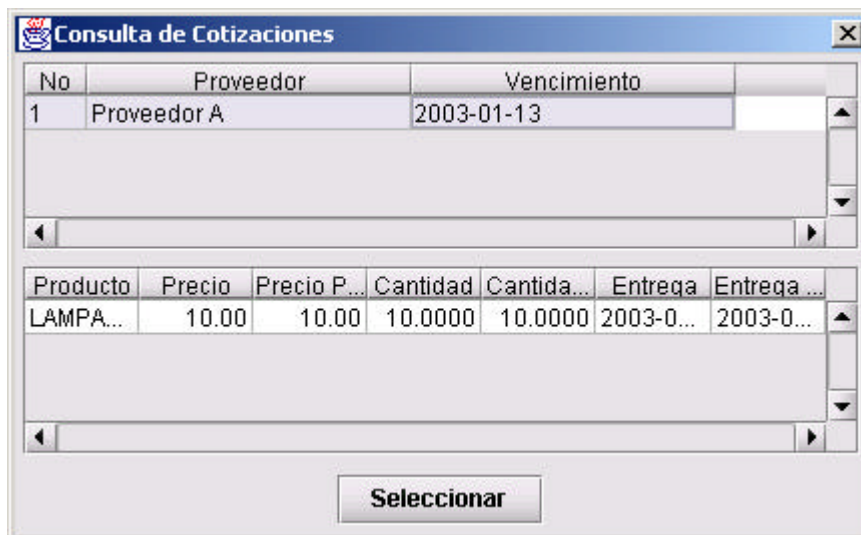 Consulta de Cotizaciones
No Proveedor Vencimiento
1 Proveedor A 2003-01-13
Producto Precio Precio P... Cantidad Cantida... Entrega Entrega ...
LAMPA... 10.00 10.00 10.0000 10.0000 2003-0... 2003-0...
Seleccionar